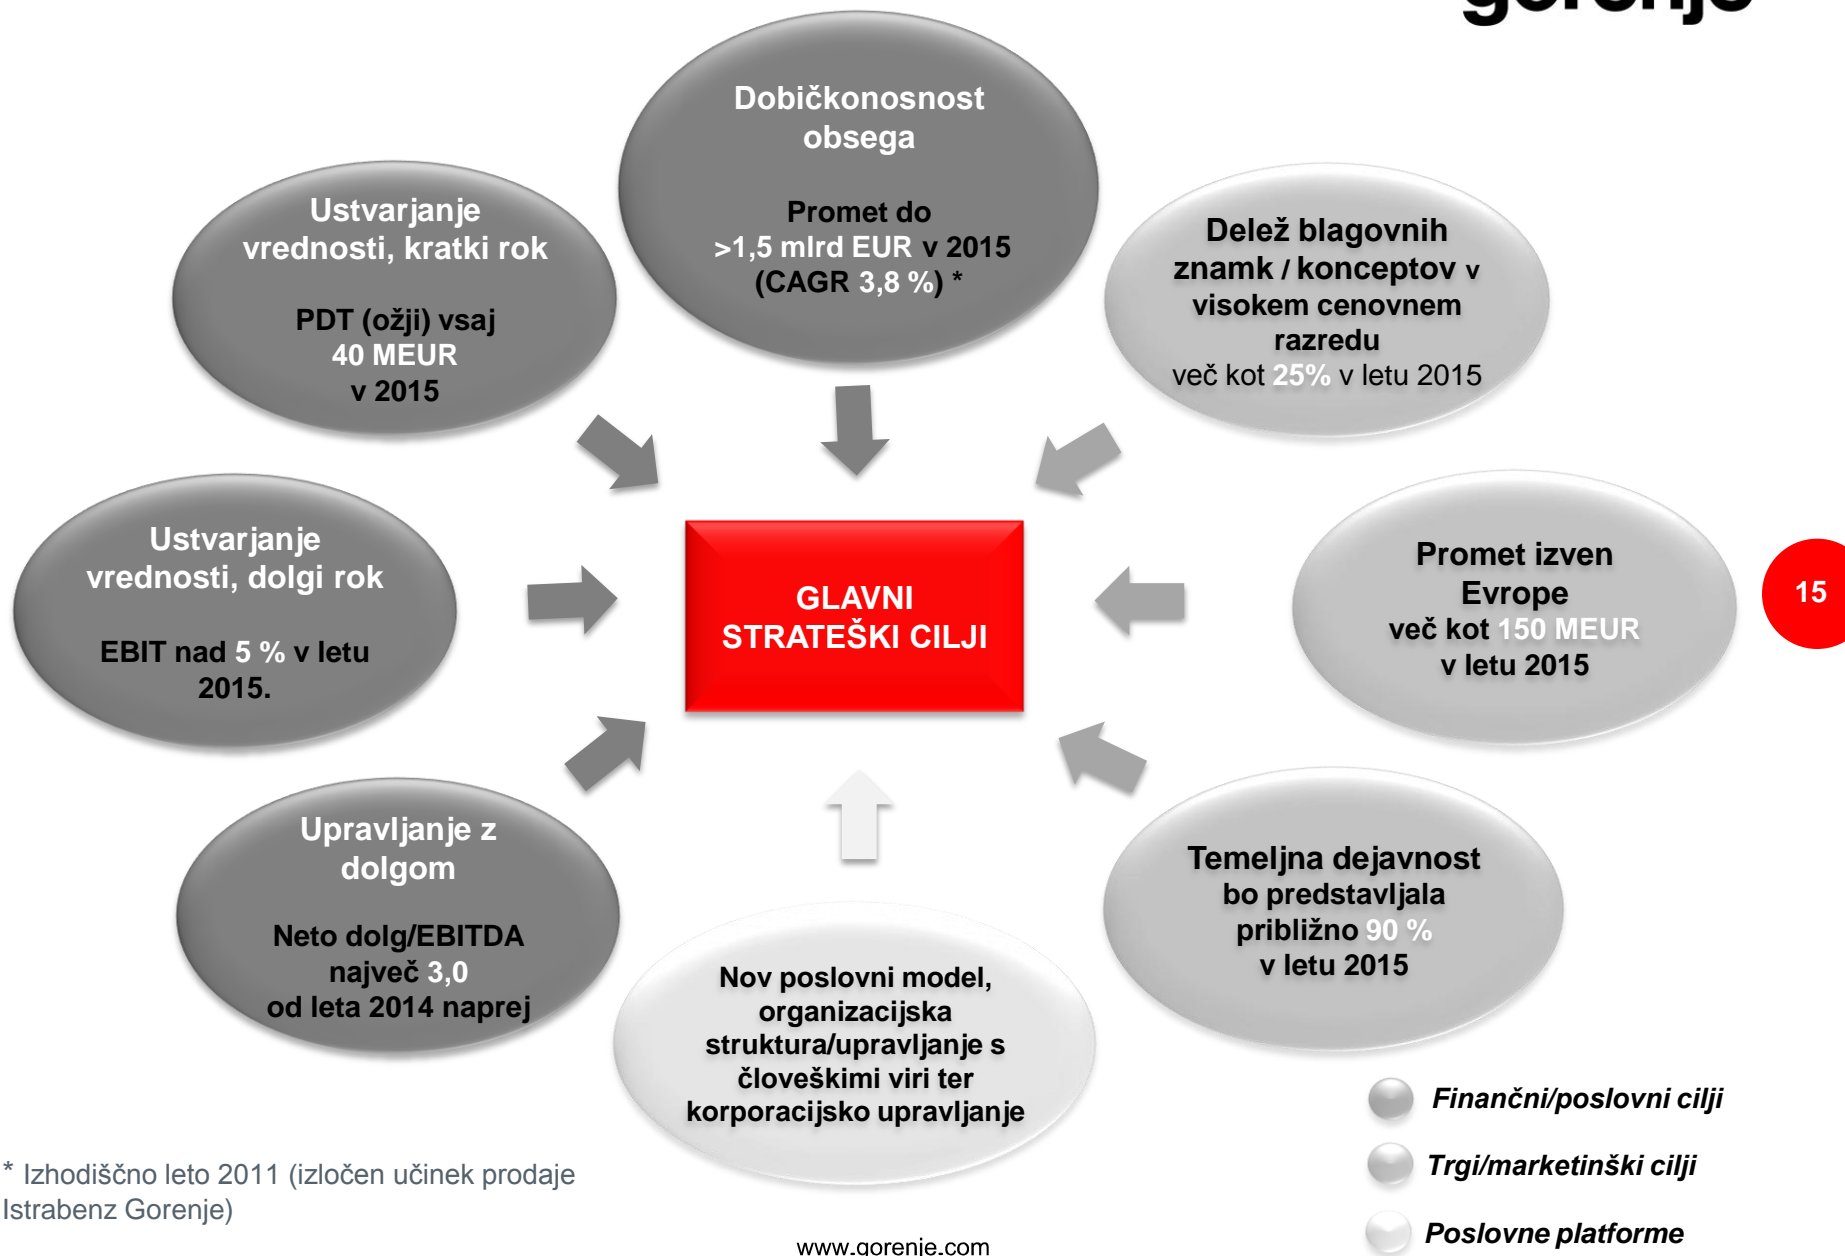 gorenje
Dobičkonosnost
obsega
Promet do
>1,5 mlrd EUR v 2015
(CAGR 3,8 %) *
Ustvarjanje
vrednosti, kratki rok
PDT (ožji) vsaj
40 MEUR
v 2015
Delež blagovnih
znamk / konceptov v
visokem cenovnem
razredu
več kot 25% v letu 2015
Ustvarjanje
vrednosti, dolgi rok
EBIT nad 5 % v letu
2015.
GLAVNI
STRATEŠKI CILJI
Promet izven
Evrope
več kot 150 MEUR
v letu 2015
15
Upravljanje z
dolgom
Neto dolg/EBITDA
največ 3,0
od leta 2014 naprej
Nov poslovni model,
organizacijska
struktura/upravljanje s
človeškimi viri ter
korporacijsko upravljanje
Temeljna dejavnost
bo predstavljala
približno 90 %
v letu 2015
Finančni/poslovni cilji
Trgi/marketinški cilji
Poslovne platforme
* Izhodiščno leto 2011 (izločen učinek prodaje
Istrabenz Gorenje)
www.gorenje.com